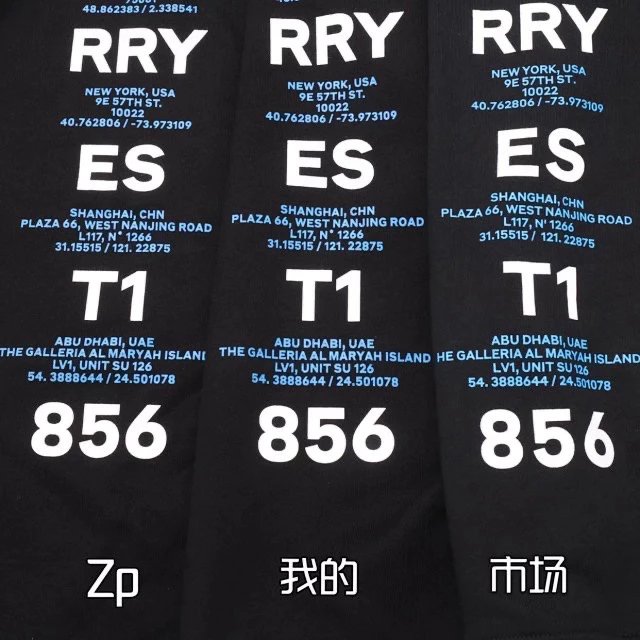 48.862383 / 2.338541
RRY
NEW YORK, USA
9E 57TH ST.
10022
40.762806 / -73.973109
ES
SHANGHAI, CHN
PLAZA 66, WEST NANJING ROAD
L117, N° 1266
31.15515 / 121. 22875
T1
ABU DHABI, UAE
THE GALLERIA AL MARYAH ISLAND
LV1, UNIT SU 126
54. 3888644 / 24.501078
856
Zp
RRY
NEW YORK, USA
9E 57TH ST.
10022
40.762806 / -73.973109
ES
SHANGHAI, CHN
PLAZA 66, WEST NANJING ROAD
L117, N° 1266
31.15515 / 121. 22875
T1
ABU DHABI, UAE
THE GALLERIA AL MARYAH ISLAND
LV1, UNIT SU 126
54. 3888644 / 24.501078
856
我的
RRY
NEW YORK, USA
9E 57TH ST.
10022
40.762806 / -73.973109
ES
SHANGHAI, CHN
PLAZA 66, WEST NANJING ROAD
L117, N' 1266
31.15515 / 121. 22875
T1
ABU DHABI, UAE
HE GALLERIA AL MARYAH ISLAND
LV1, UNIT SU 126
54. 3888644 / 24.501078
856
市场